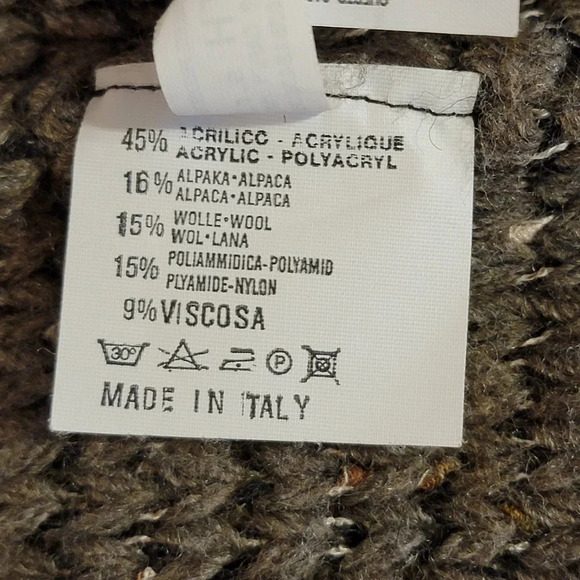 45% ACRILICO - ACRYLIQUE
ACRYLIC - POLYACRYL
16% ALPAKA•ALPACA
ALPACA•ALPACA
15% WOLLE•WOOL
WOL•LANA
15% POLIAMMIDICA-POLYAMID
PLYAMIDE-NYLON
9% VISCOSA
30°
P
MADE IN ITALY